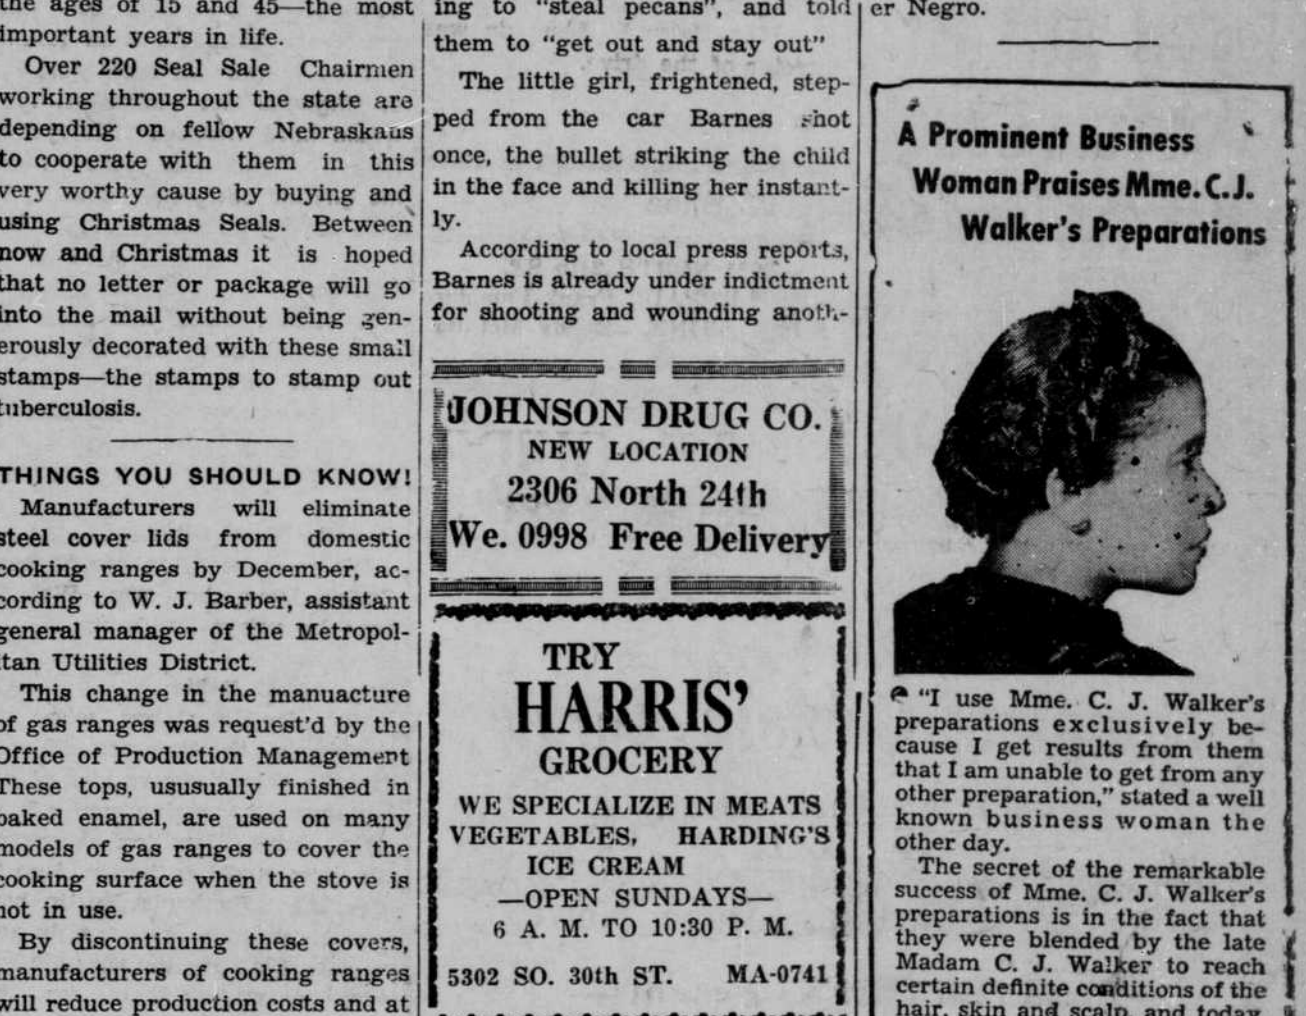 the ages of 15 and 45—the most
important years in life.
Over 220 Seal Sale Chairmen
working throughout the state are
depending on fellow Nebraskans
to cooperate with them in this
very worthy cause by buying and
using Christmas Seals. Between
now and Christmas it is hoped
that no letter or package will go
into the mail without being gen-
erously decorated with these small
stamps—the stamps to stamp out
tuberculosis.
THINGS YOU SHOULD KNOW!
Manufacturers will eliminate
steel cover lids from domestic
cooking ranges by December, ac-
cording to W. J. Barber, assistant
general manager of the Metropol-
itan Utilities District.
This change in the manuacture
of gas ranges was request'd by the
Office of Production Management
These tops, ususually finished in
baked enamel, are used on many
models of gas ranges to cover the
cooking surface when the stove is
not in use.
By discontinuing these covers,
manufacturers of cooking ranges
will reduce production costs and at
ing to "steal pecans", and told
them to "get out and stay out"
The little girl, frightened, step-
ped from the car Barnes shot
once, the bullet striking the child
in the face and killing her instant-
ly.
According to local press reports,
Barnes is already under indictment
for shooting and wounding anoth-
JOHNSON DRUG CO.
NEW LOCATION
2306 North 24th
We. 0998 Free Delivery
TRY
HARRIS'
GROCERY
WE SPECIALIZE IN MEATS
VEGETABLES, HARDING'S
ICE CREAM
—OPEN SUNDAYS—
6 A. M. TO 10:30 P. M.
5302 SO. 30th ST. MA-0741
er Negro.
A Prominent Business
Woman Praises Mme. C. J.
Walker's Preparations
"I use Mme. C. J. Walker's
preparations exclusively be-
cause I get results from them
that I am unable to get from any
other preparation," stated a well
known business woman the
other day.
The secret of the remarkable
success of Mme. C. J. Walker's
preparations is in the fact that
they were blended by the late
Madam C. J. Walker to reach
certain definite conditions of the
hair, skin and scalp, and today,